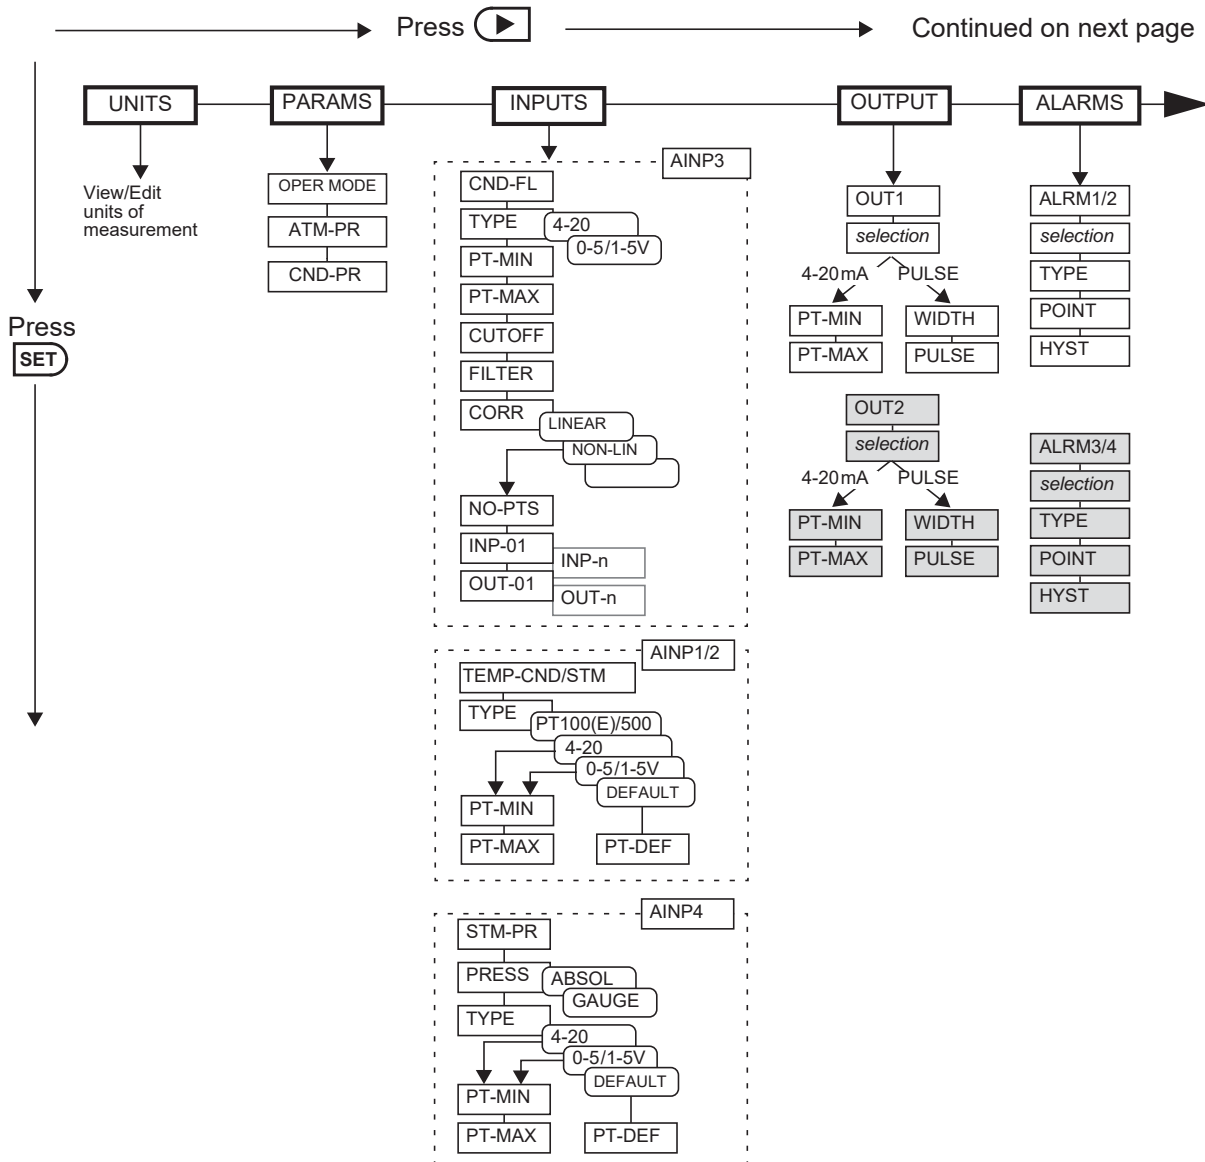 Press
Continued on next page
UNITS
PARAMS
INPUTS
OUTPUT
ALARMS
Press
SET
View/Edit
units of
measurement
OPER MODE
ATM-PR
CND-PR
AINP3
CND-FL
TYPE
4-20
0-5/1-5V
PT-MIN
PT-MAX
CUTOFF
FILTER
CORR
LINEAR
NON-LIN
NO-PTS
INP-01
INP-n
OUT-01
OUT-n
AINP1/2
TEMP-CND/STM
TYPE
PT100(E)/500
4-20
0-5/1-5V
DEFAULT
PT-MIN
PT-MAX
PT-DEF
AINP4
STM-PR
PRESS
ABSOL
GAUGE
TYPE
4-20
0-5/1-5V
DEFAULT
PT-MIN
PT-MAX
PT-DEF
OUT1
selection
4-20mA PULSE
PT-MIN WIDTH
PT-MAX PULSE
OUT2
selection
4-20mA PULSE
PT-MIN WIDTH
PT-MAX PULSE
ALRM1/2
selection
TYPE
POINT
HYST
ALRM3/4
selection
TYPE
POINT
HYST